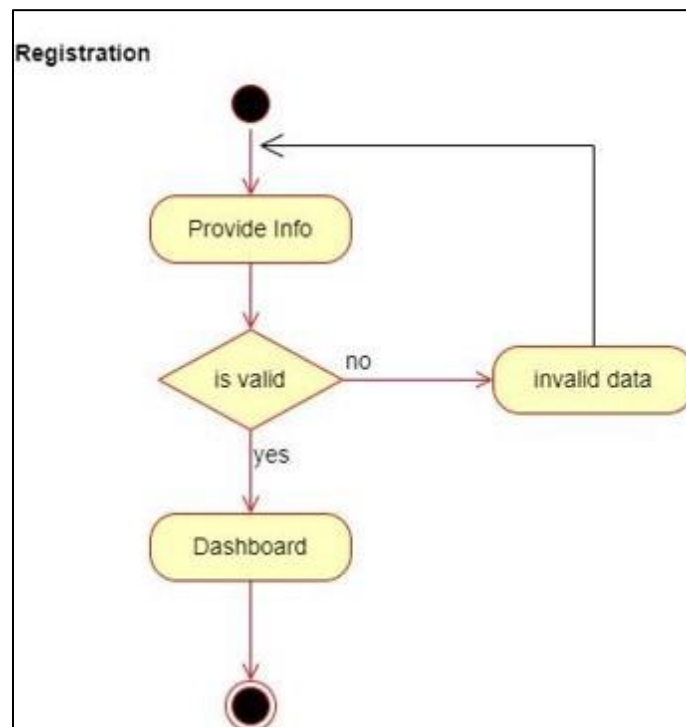 Registration
Provide Info
is valid
no
invalid data
yes
Dashboard